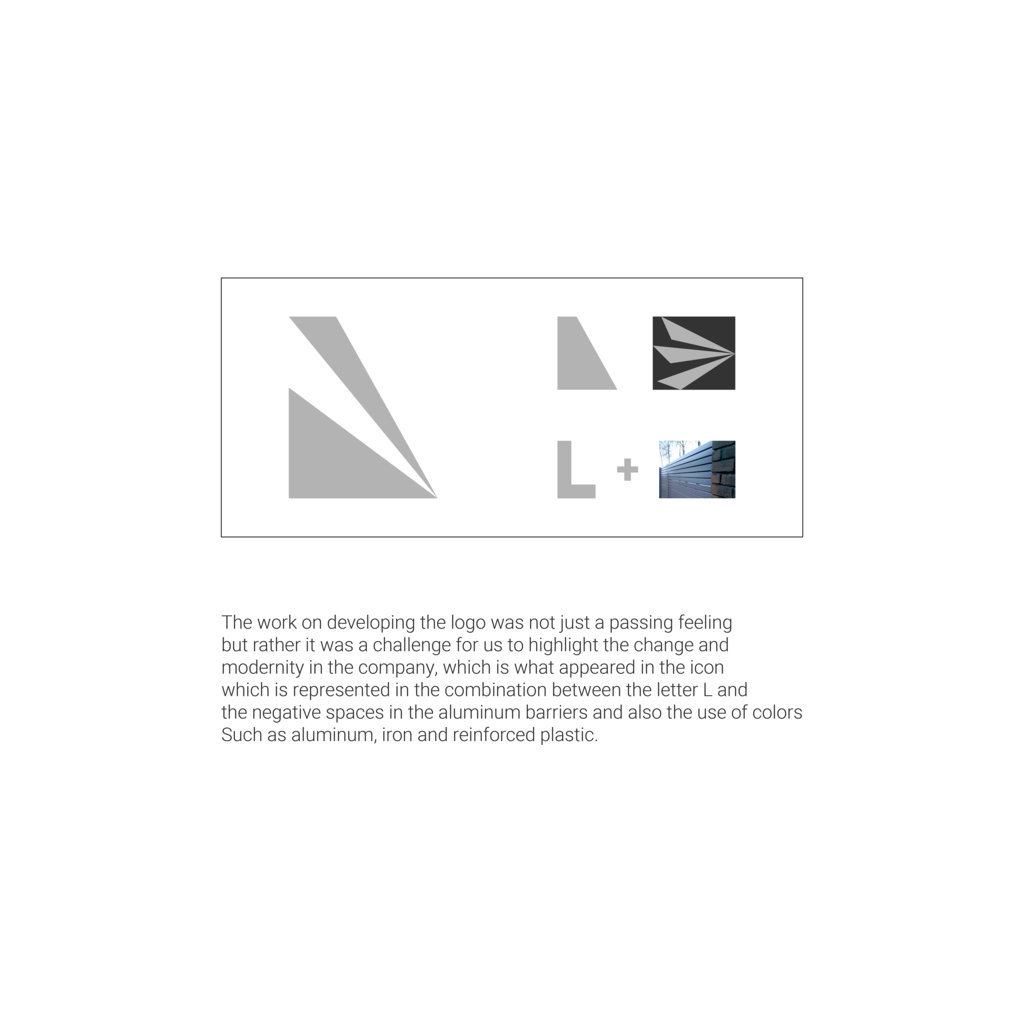 L +
The work on developing the logo was not just a passing feeling
but rather it was a challenge for us to highlight the change and
modernity in the company, which is what appeared in the icon
which is represented in the combination between the letter L and
the negative spaces in the aluminum barriers and also the use of colors
Such as aluminum, iron and reinforced plastic.